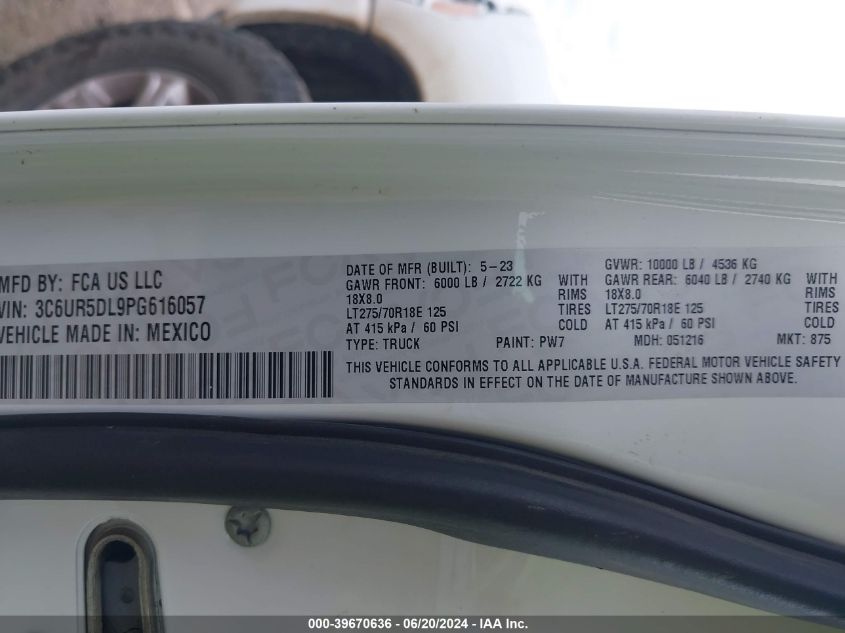 MFD BY: FCA US LLC
VIN: 3C6UR5DL9PG616057
VEHICLE MADE IN: MEXICO
DATE OF MFR (BUILT): 5-23
GAWR FRONT: 6000 LB / 2722 KG WITH
18X8.0 RIMS
LT275/70R18E 125 TIRES
AT 415 kPa / 60 PSI COLD
TYPE: TRUCK PAINT: PW7
GVWR: 10000 LB / 4536 KG
GAWR REAR: 6040 LB / 2740 KG WITH
18X8.0 RIMS
LT275/70R18E 125 TIRES
AT 415 kPa / 60 PSI COLD
MDH: 051216 MKT: 875
THIS VEHICLE CONFORMS TO ALL APPLICABLE U.S.A. FEDERAL MOTOR VEHICLE SAFETY
STANDARDS IN EFFECT ON THE DATE OF MANUFACTURE SHOWN ABOVE.
000-39670636 - 06/20/2024 - IAA Inc.